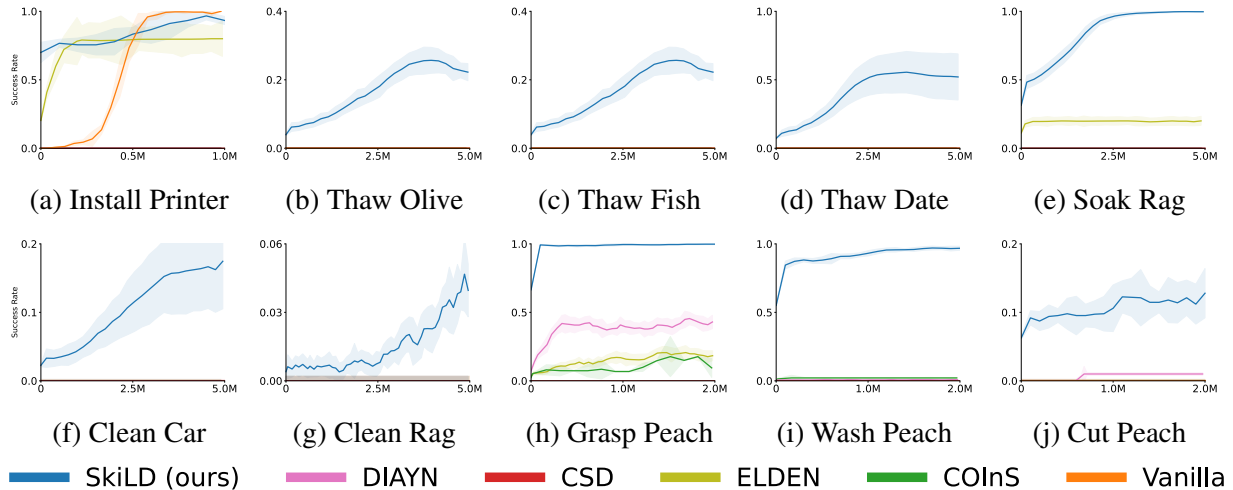 1.0 0.5 0.0 Success Rate 0 0.5M 1.0M
0.4 0.2 0.0 0 2.5M 5.0M
0.4 0.2 0.0 0 2.5M 5.0M
1.0 0.5 0.0 0 2.5M 5.0M
1.0 0.5 0.0 0 2.5M 5.0M
(a) Install Printer (b) Thaw Olive (c) Thaw Fish (d) Thaw Date (e) Soak Rag
0.2 0.1 0.0 Success Rate 0 2.5M 5.0M
0.06 0.03 0.00 0 2.5M 5.0M
1.0 0.5 0.0 0 1.0M 2.0M
1.0 0.5 0.0 0 1.0M 2.0M
0.2 0.1 0.0 0 1.0M 2.0M
(f) Clean Car (g) Clean Rag (h) Grasp Peach (i) Wash Peach (j) Cut Peach
SkiLD (ours) DIAYN CSD ELDEN COInS Vanilla